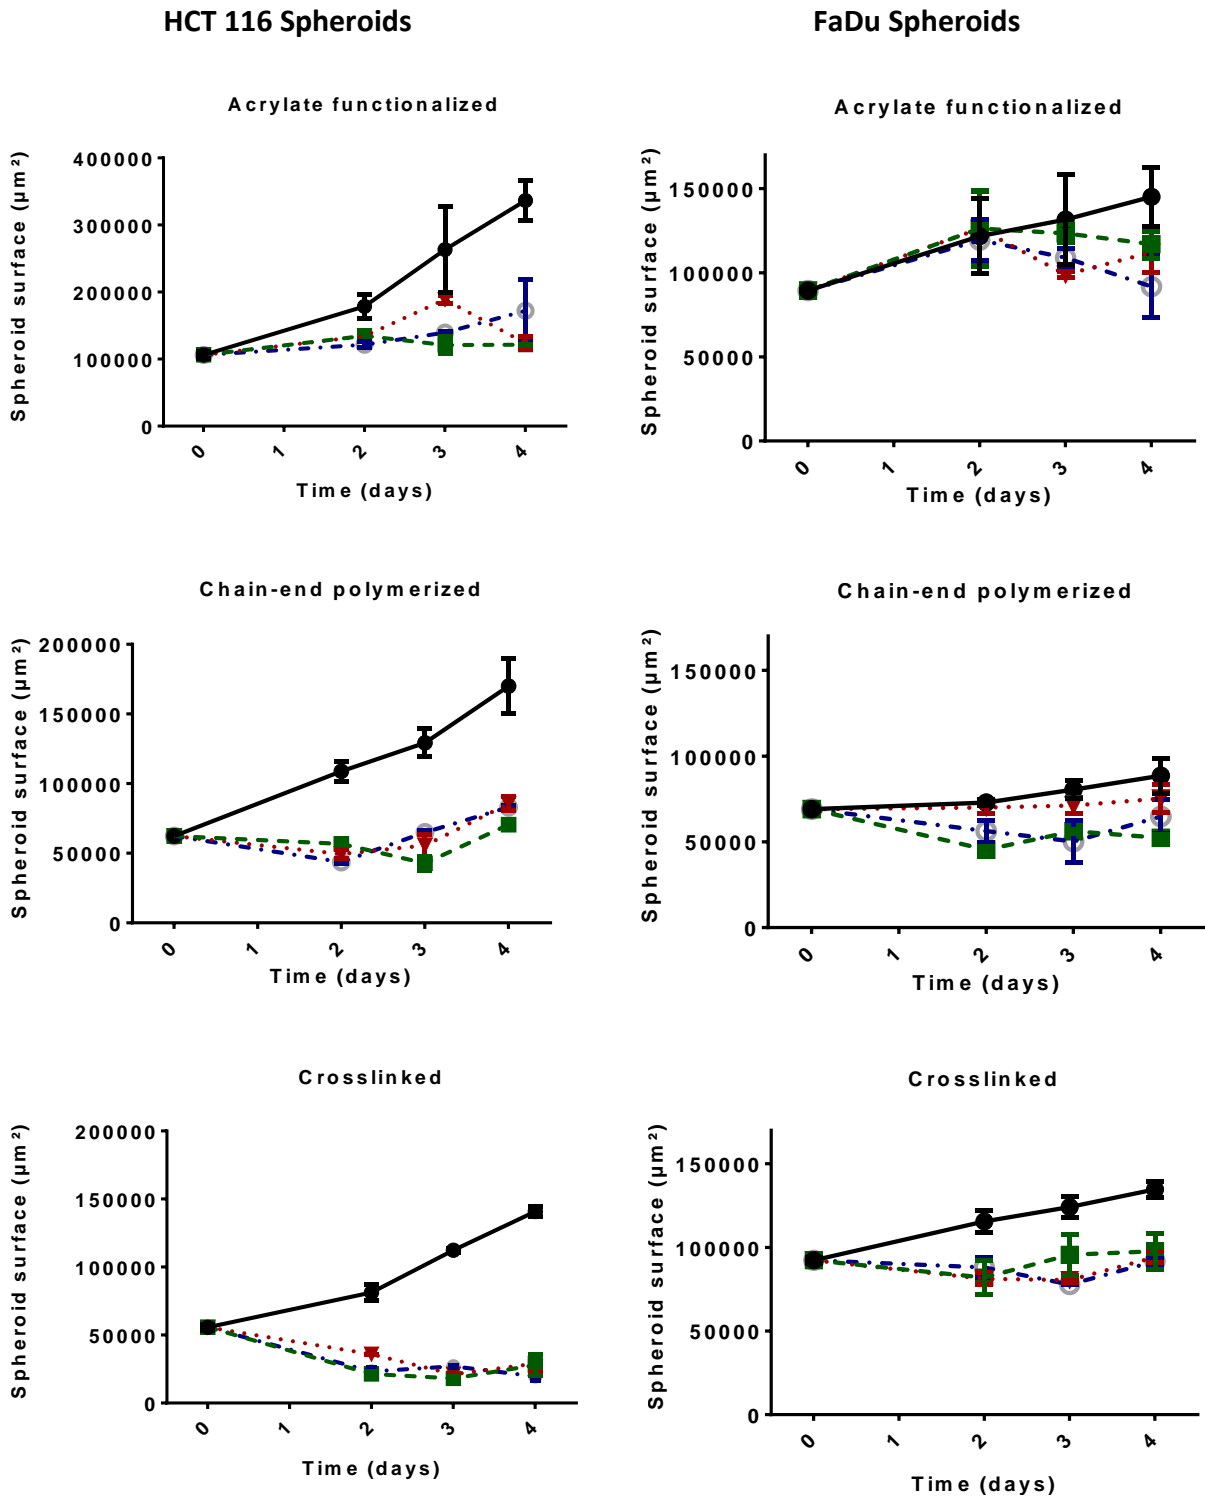 HCT 116 Spheroids
FaDu Spheroids
Acrylate functionalized
Spheroid surface (µm²)
400000
300000
200000
100000
0
0 1 2 3 4
Time (days)
Acrylate functionalized
Spheroid surface (µm²)
150000
100000
50000
0
0 1 2 3 4
Time (days)
Chain-end polymerized
Spheroid surface (µm²)
200000
150000
100000
50000
0
0 1 2 3 4
Time (days)
Chain-end polymerized
Spheroid surface (µm²)
150000
100000
50000
0
0 1 2 3 4
Time (days)
Crosslinked
Spheroid surface (µm²)
200000
150000
100000
50000
0
0 1 2 3 4
Time (days)
Crosslinked
Spheroid surface (µm²)
150000
100000
50000
0
0 1 2 3 4
Time (days)